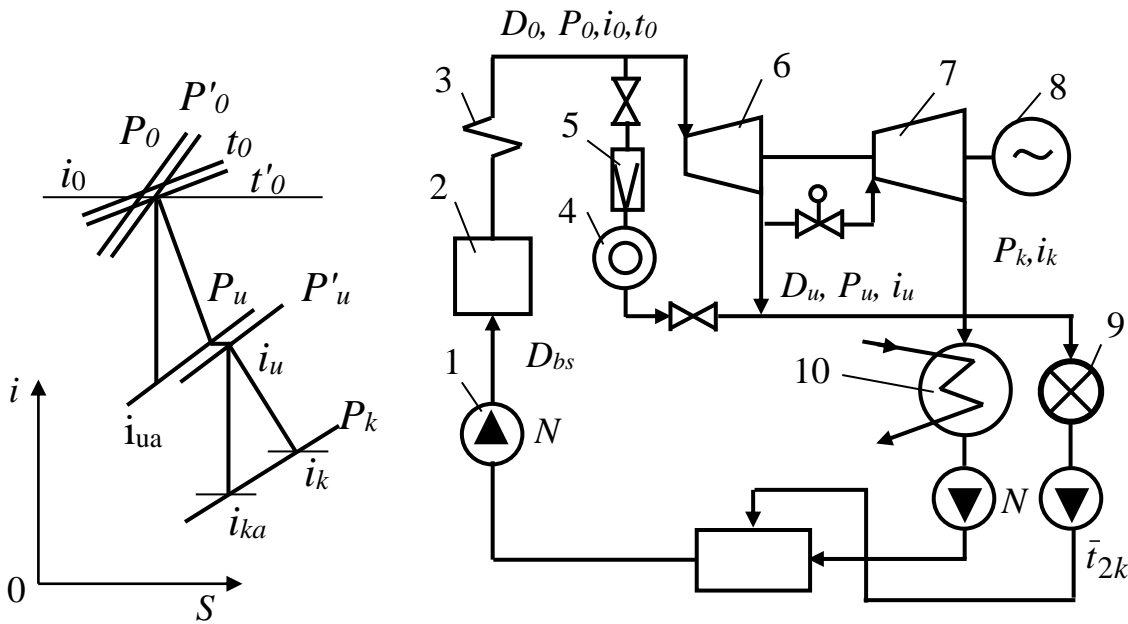 P'0
P0
t0
i0
t'0
Pu
P'u
iu
iua
Pk
ik
ika
i
0
S
D0, P0,i0,t0
3
6
7
8
5
2
4
Pk,ik
Du, Pu, iu
9
1
Dbs
10
N
N
t̄2k